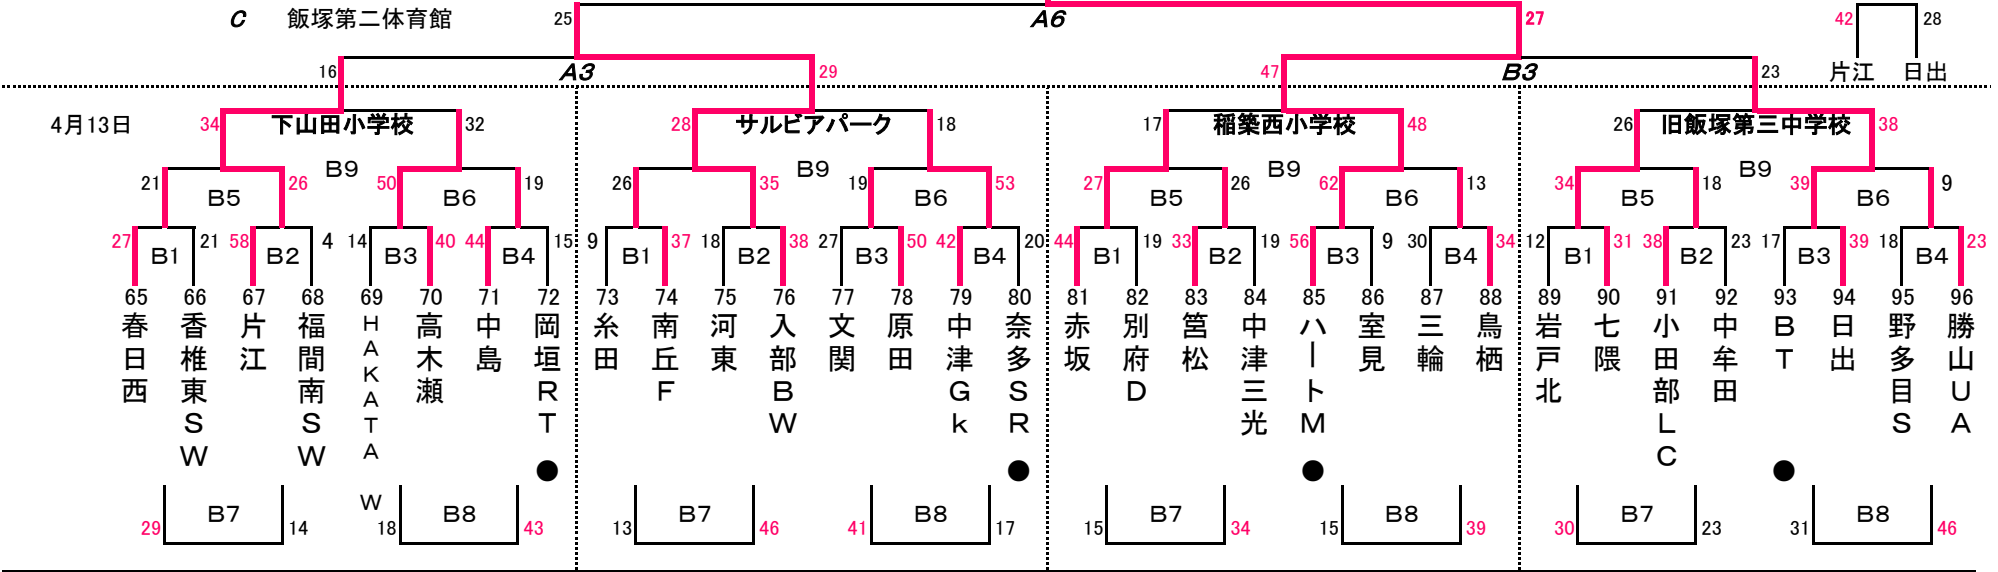 C 飯塚第二体育館 25 A6 27 42 28
16 A3 29 47 B3 23 片江 日出
4月13日 34 下山田小学校 32 28 サルビアパーク 18 17 稲築西小学校 48 26 旧飯塚第三中学校 38
B9 B9 B9 B9
21 B5 26 50 B6 19 26 B5 35 19 B6 53 27 B5 26 62 B6 13 34 B5 18 39 B6 9
27 B1 21 58 B2 4 14 B3 40 44 B4 15 9 B1 37 18 B2 38 27 B3 50 42 B4 20 44 B1 19 33 B2 19 56 B3 9 30 B4 34 12 B1 31 38 B2 23 17 B3 39 18 B4 23
65 66 67 68 69 70 71 72 73 74 75 76 77 78 79 80 81 82 83 84 85 86 87 88 89 90 91 92 93 94 95 96
春日西
香椎東SW
片江
福間南SW
HAKATA W
高木瀬
中島
岡垣RT
糸田
南丘F
河東
入部BW
文関
原田
中津Gk
奈多SR
赤坂
別府D
筥松
中津三光
ハートM
室見
三輪
鳥栖
岩戸北
七隈
小田部LC
中牟田
BT
日出
野多目S
勝山UA
● ● ● ●
29 B7 14 18 B8 43 13 B7 46 41 B8 17 15 B7 34 15 B8 39 30 B7 23 31 B8 46